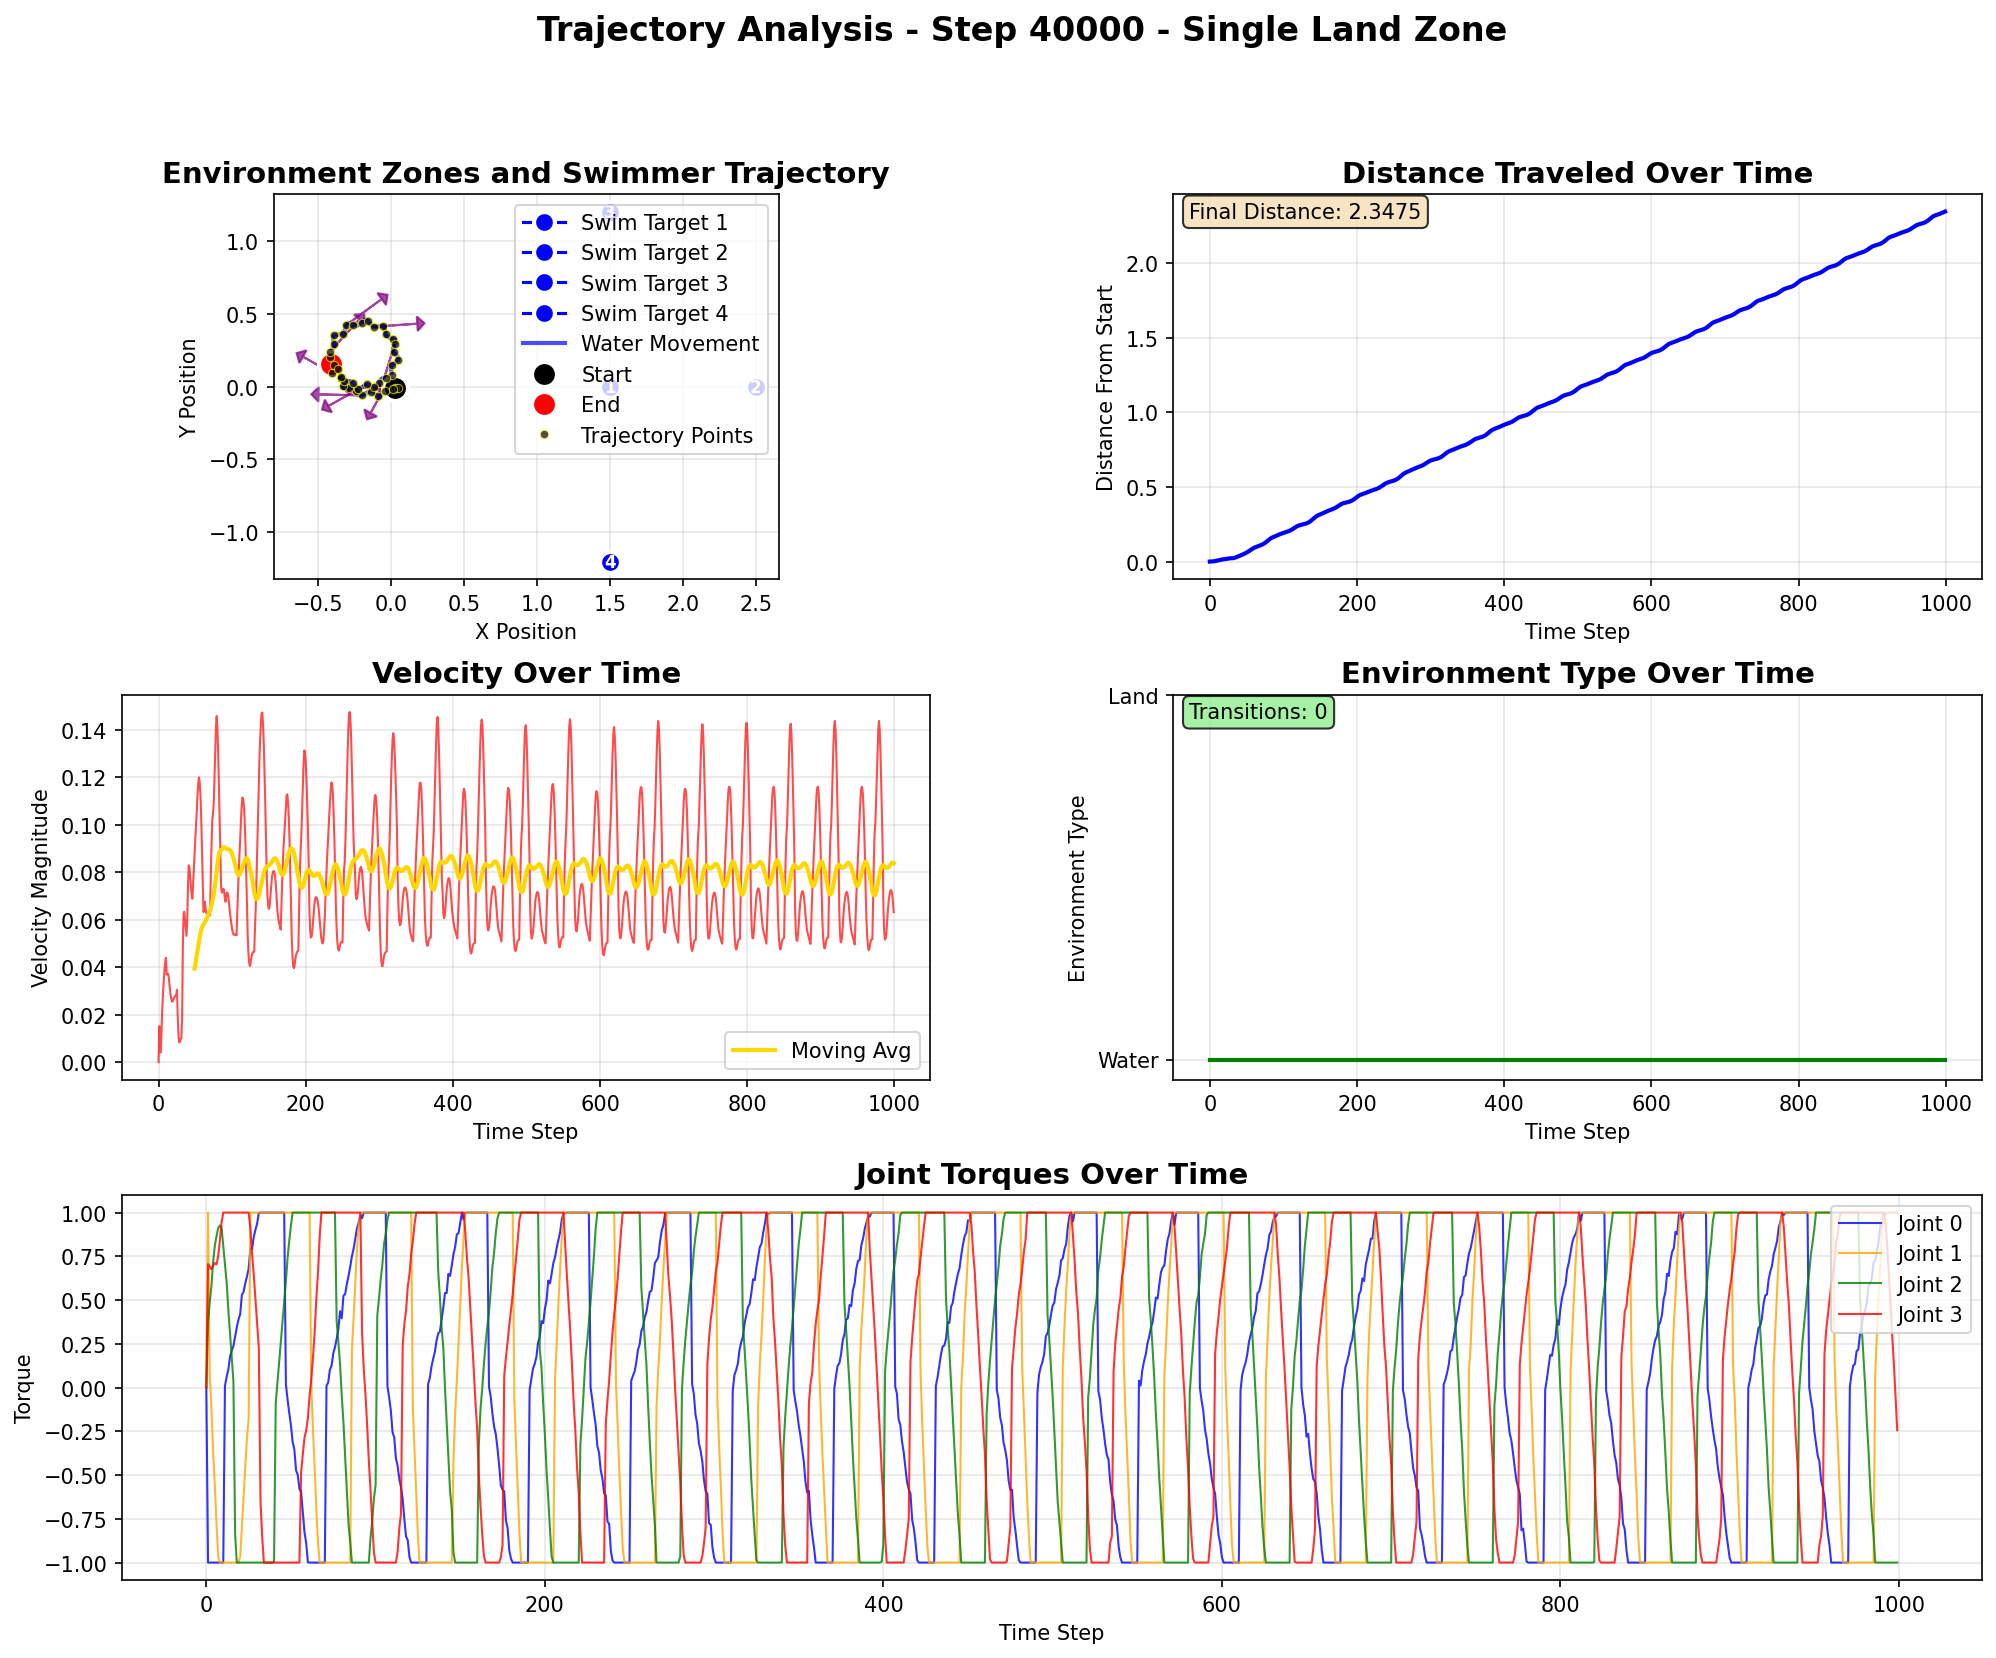 Trajectory Analysis - Step 40000 - Single Land Zone
Environment Zones and Swimmer Trajectory
Y Position
1.0
0.5
0.0
−0.5
−1.0
3
1
2
4
Swim Target 1
Swim Target 2
Swim Target 3
Swim Target 4
Water Movement
Start
End
Trajectory Points
−0.5 0.0 0.5 1.0 1.5 2.0 2.5
X Position
Distance Traveled Over Time
Final Distance: 2.3475
Distance From Start
2.0
1.5
1.0
0.5
0.0
0 200 400 600 800 1000
Time Step
Velocity Over Time
Velocity Magnitude
0.14
0.12
0.10
0.08
0.06
0.04
0.02
0.00
Moving Avg
0 200 400 600 800 1000
Time Step
Environment Type Over Time
Environment Type
Land
Transitions: 0
Water
0 200 400 600 800 1000
Time Step
Joint Torques Over Time
Torque
1.00
0.75
0.50
0.25
0.00
−0.25
−0.50
−0.75
−1.00
Joint 0
Joint 1
Joint 2
Joint 3
0 200 400 600 800 1000
Time Step